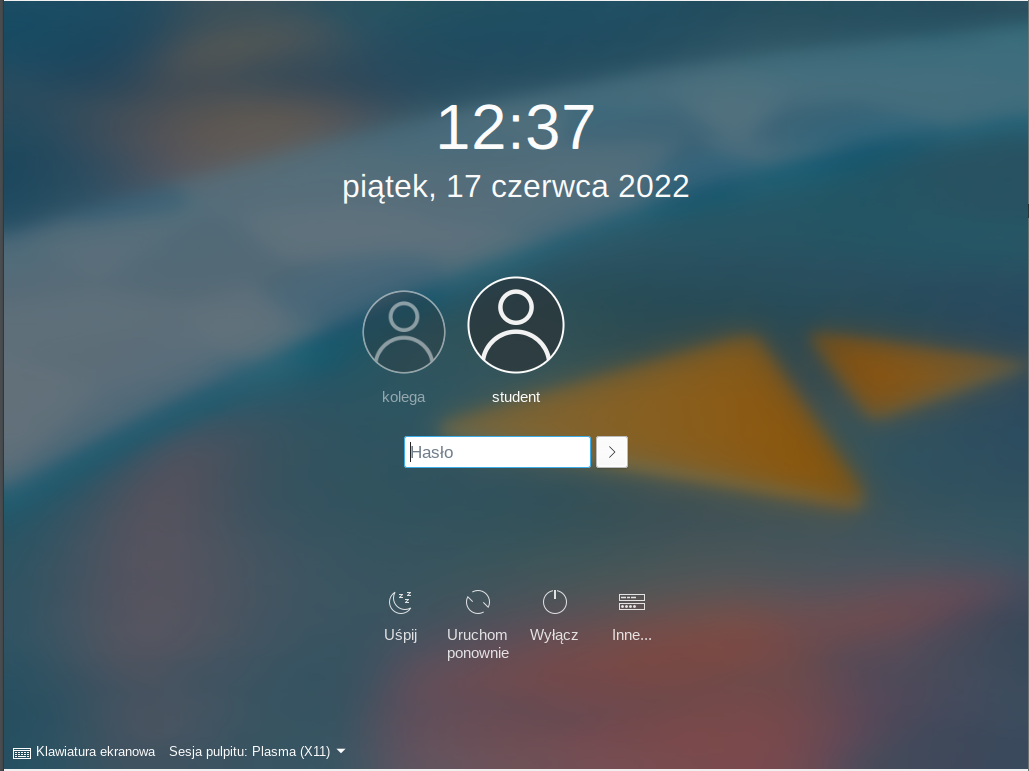 12:37
piątek, 17 czerwca 2022
kolega student
Hasło
Uśpij Uruchom ponownie Wyłącz Inne...
Klawiatura ekranowa Sesja pulpitu: Plasma (X11)